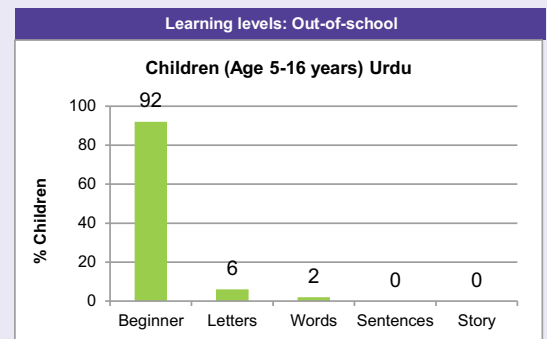 Learning levels: Out-of-school
Children (Age 5-16 years) Urdu
% Children
100
80
60
40
20
0
92
6
2
0
0
Beginner Letters Words Sentences Story